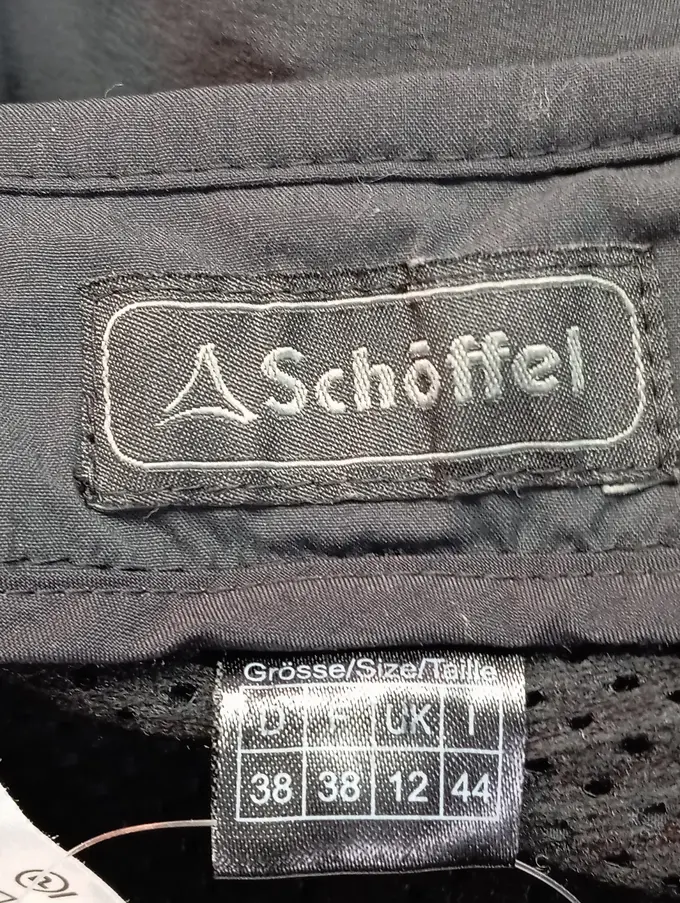 Schöffel
Grösse/Size/Taille
D F UK I
38 38 12 44